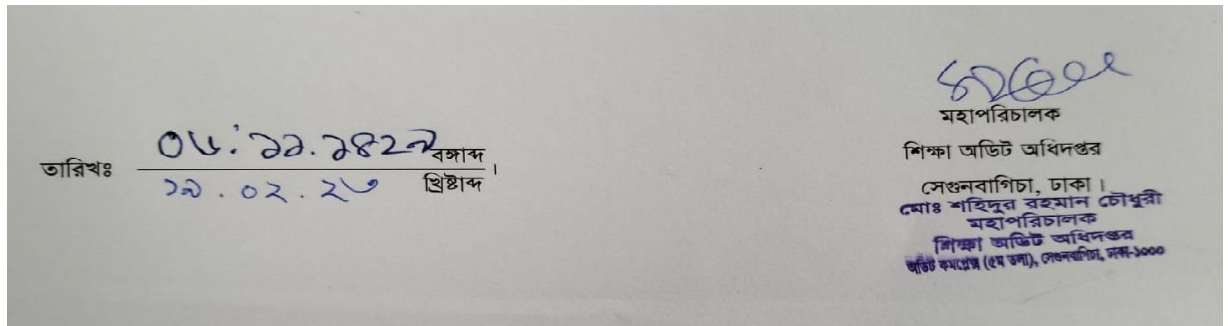 তারিখঃ ০৬.১১.১৪২৯ বঙ্গাব্দ ।
১৯.০২.২৩ খ্রিষ্টাব্দ
মহাপরিচালক
শিক্ষা অডিট অধিদপ্তর
সেগুনবাগিচা, ঢাকা ।
মোঃ শহিদুর রহমান চৌধুরী
মহাপরিচালক
শিক্ষা অডিট অধিদপ্তর
অডিট কমপ্লেক্স (৫ম তলা), সেগুনবাগিচা, ঢাকা-১০০০